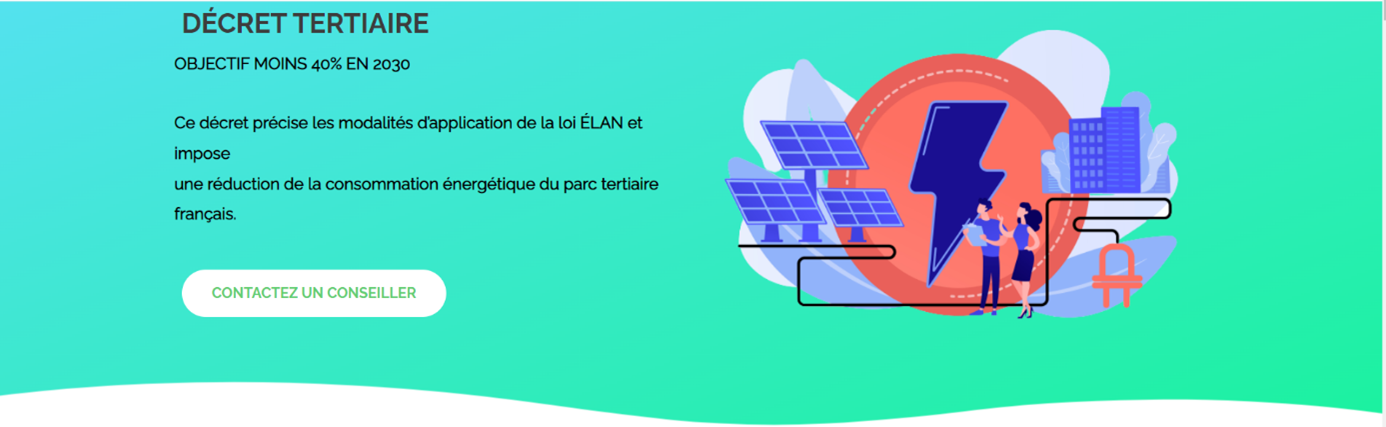 DÉCRET TERTIAIRE
OBJECTIF MOINS 40% EN 2030
Ce décret précise les modalités d'application de la loi ÉLAN et
impose
une réduction de la consommation énergétique du parc tertiaire
français.
CONTACTEZ UN CONSEILLER